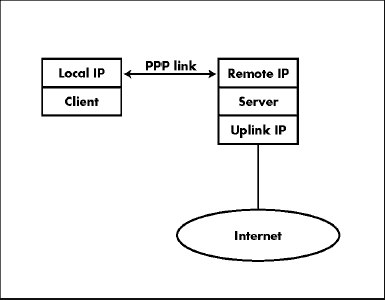 PPP link
Local IP
Remote IP
Client
Server
Uplink IP
Internet